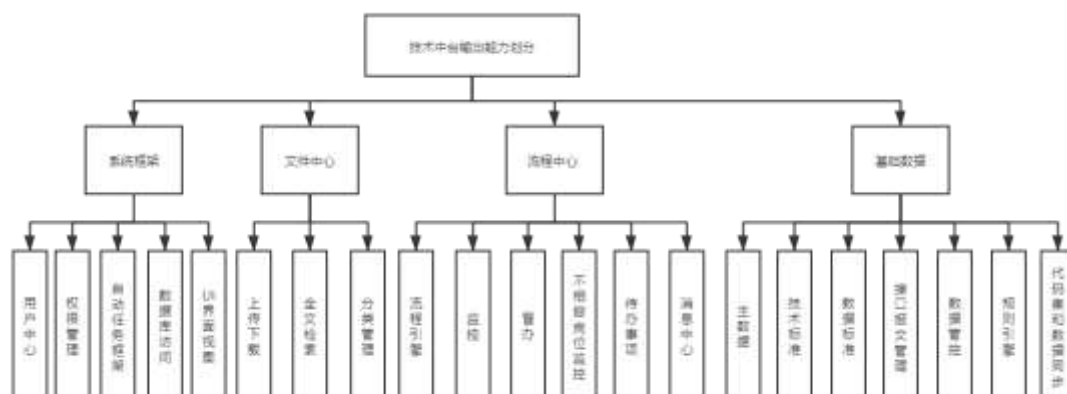 技术中台输出能力划分
系统框架
文件中心
流程中心
基础数据
用户中心
权限管理
自动任务框架
数据库访问
UI界面视图
上传下载
全文检索
分类管理
流程引擎
监控
督办
不相容岗位监控
待办事项
消息中心
主数据
技术标准
数据标准
接口报文管理
数据管控
规则引擎
代码集和数据同步